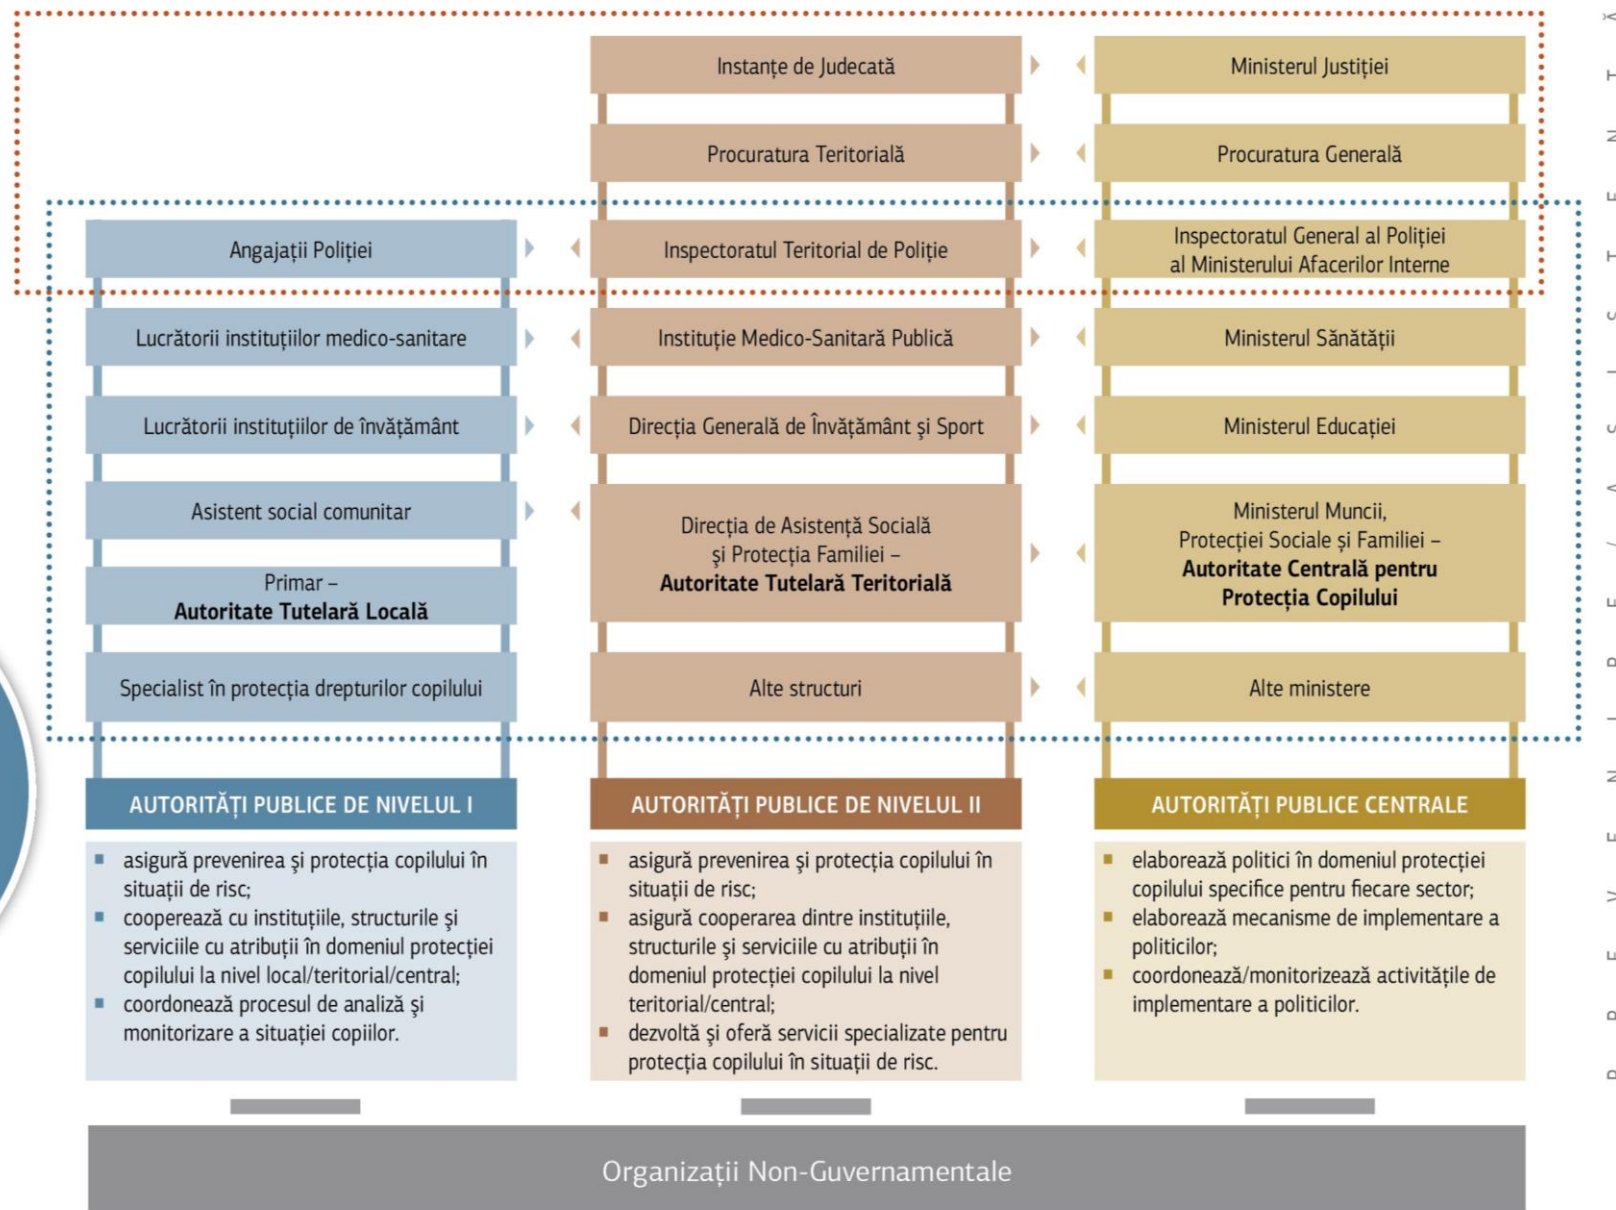 Instanțe de Judecată
Ministerul Justiției
Procuratura Teritorială
Procuratura Generală
Angajații Poliției
Inspectoratul Teritorial de Poliție
Inspectoratul General al Poliției
al Ministerului Afacerilor Interne
Lucrătorii instituțiilor medico-sanitare
Instituție Medico-Sanitară Publică
Ministerul Sănătății
Lucrătorii instituțiilor de învățământ
Direcția Generală de Învățământ și Sport
Ministerul Educației
Asistent social comunitar
Primar –
Autoritate Tutelară Locală
Direcția de Asistență Socială
și Protecția Familiei –
Autoritate Tutelară Teritorială
Ministerul Muncii,
Protecției Sociale și Familiei –
Autoritate Centrală pentru
Protecția Copilului
Specialist în protecția drepturilor copilului
Alte structuri
Alte ministere
AUTORITĂȚI PUBLICE DE NIVELUL I
asigură prevenirea și protecția copilului în
situații de risc;
cooperează cu instituțiile, structurile și
serviciile cu atribuții în domeniul protecției
copilului la nivel local/teritorial/central;
coordonează procesul de analiză și
monitorizare a situației copiilor.
AUTORITĂȚI PUBLICE DE NIVELUL II
asigură prevenirea și protecția copilului în
situații de risc;
asigură cooperarea dintre instituțiile,
structurile și serviciile cu atribuții în
domeniul protecției copilului la nivel
teritorial/central;
dezvoltă și oferă servicii specializate pentru
protecția copilului în situații de risc.
AUTORITĂȚI PUBLICE CENTRALE
elaborează politici în domeniul protecției
copilului specifice pentru fiecare sector;
elaborează mecanisme de implementare a
politicilor;
coordonează/monitorizează activitățile de
implementare a politicilor.
Organizații Non-Guvernamentale
PREVENIRE/ASISTENȚĂ